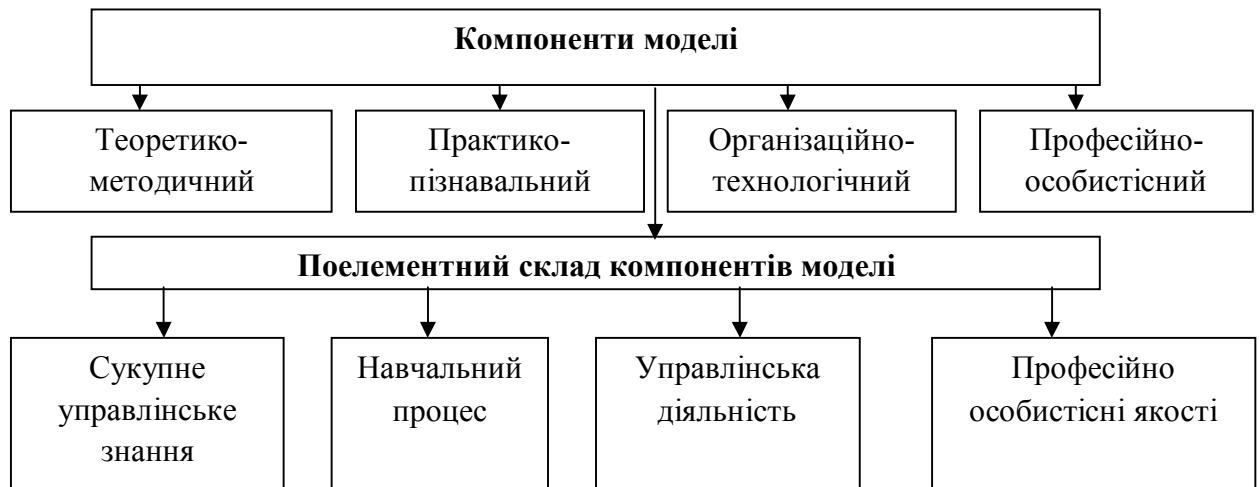 Компоненти моделі
Теоретико-
методичний
Практико-
пізнавальний
Організаційно-
технологічний
Професійно-
особистісний
Поелементний склад компонентів моделі
Сукупне
управлінське
знання
Навчальний
процес
Управлінська
діяльність
Професійно
особистісні якості